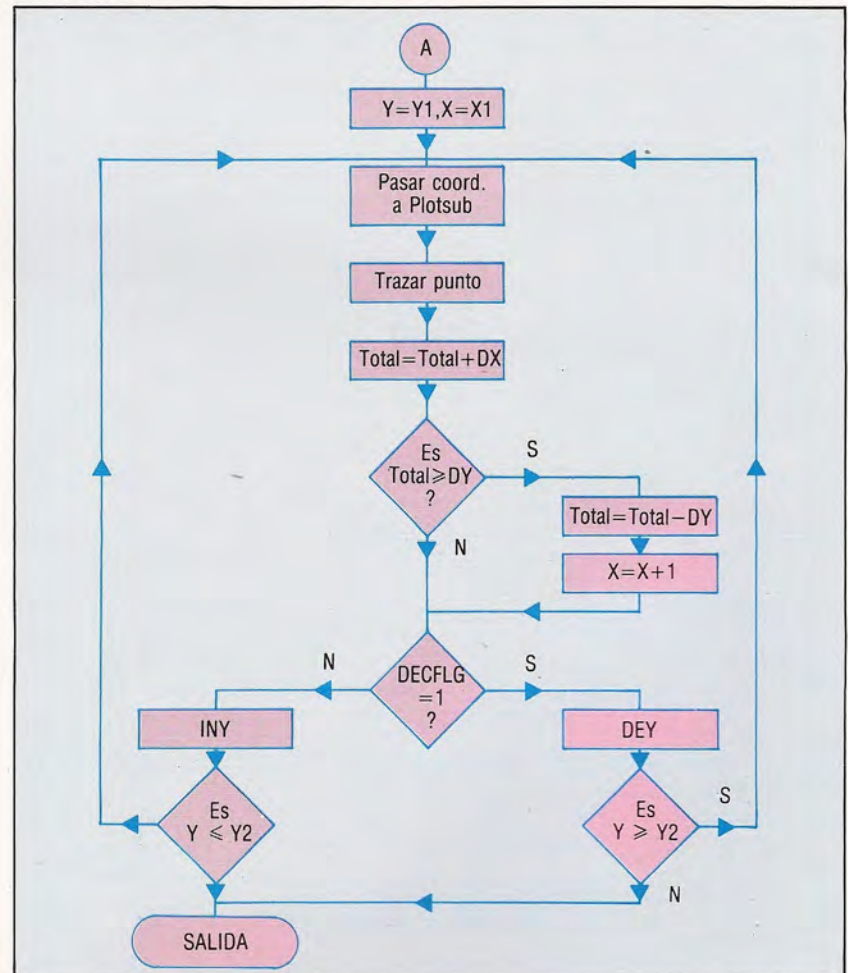 A
Y=Y1,X=X1
Pasar coord.
a Plotsub
Trazar punto
Total=Total+DX
Es
Total≥DY
?
S
Total=Total−DY
X=X+1
N
DECFLG
=1
?
N
S
INY
DEY
Es
Y ≤ Y2
Es
Y ≥ Y2
S
N
SALIDA